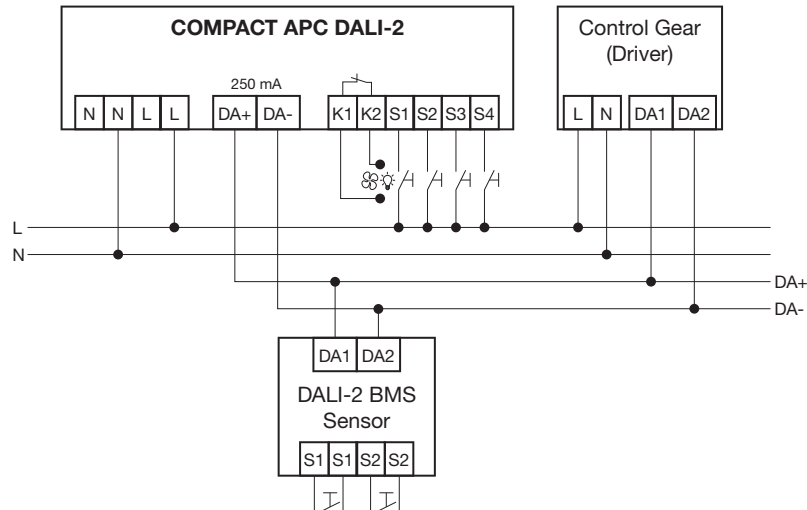 COMPACT APC DALI-2
Control Gear
(Driver)
250 mA
N N L L DA+ DA- K1 K2 S1 S2 S3 S4
L N DA1 DA2
L
N
DA+
DA-
DA1 DA2
DALI-2 BMS
Sensor
S1 S1 S2 S2